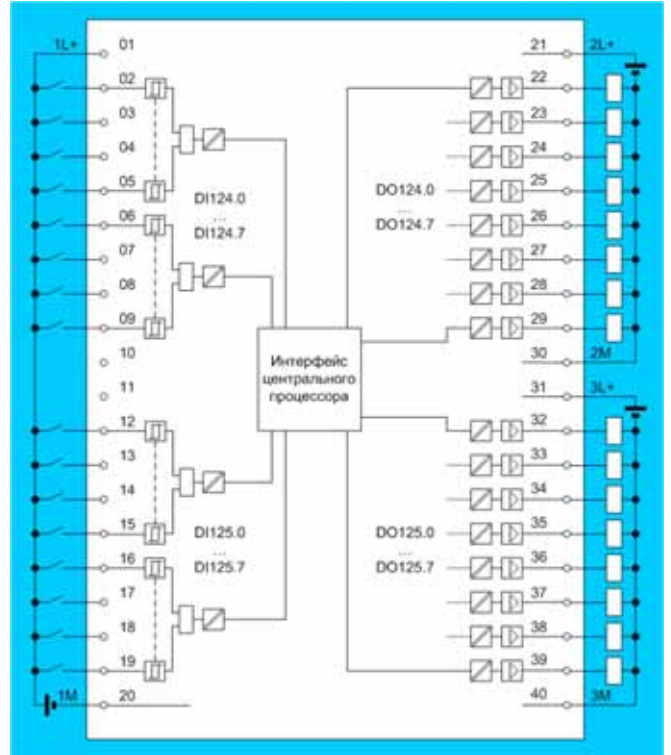 1L+ 01 21 2L+
02 22
03 23
04 24
05 DI124.0 DO124.0 25
...  ...
06 DI124.7 DO124.7 26
07 27
08 28
09 29
10 30 2M
Интерфейс
центрального
процессора
11 31 3L+
12 32
13 33
14 34
15 DI125.0 DO125.0 35
...  ...
16 DI125.7 DO125.7 36
17 37
18 38
19 39
1M 20 40 3M